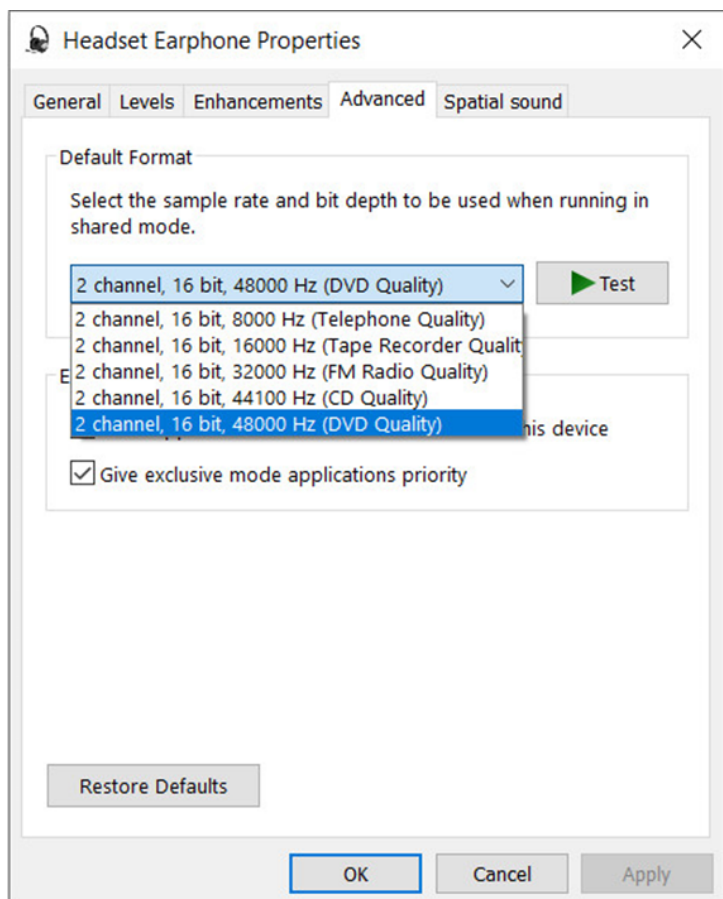 Headset Earphone Properties
General Levels Enhancements Advanced Spatial sound
Default Format
Select the sample rate and bit depth to be used when running in
shared mode.
2 channel, 16 bit, 48000 Hz (DVD Quality)
Test
2 channel, 16 bit, 8000 Hz (Telephone Quality)
2 channel, 16 bit, 16000 Hz (Tape Recorder Qualit
2 channel, 16 bit, 32000 Hz (FM Radio Quality)
2 channel, 16 bit, 44100 Hz (CD Quality)
2 channel, 16 bit, 48000 Hz (DVD Quality)
device
Give exclusive mode applications priority
Restore Defaults
OK Cancel Apply